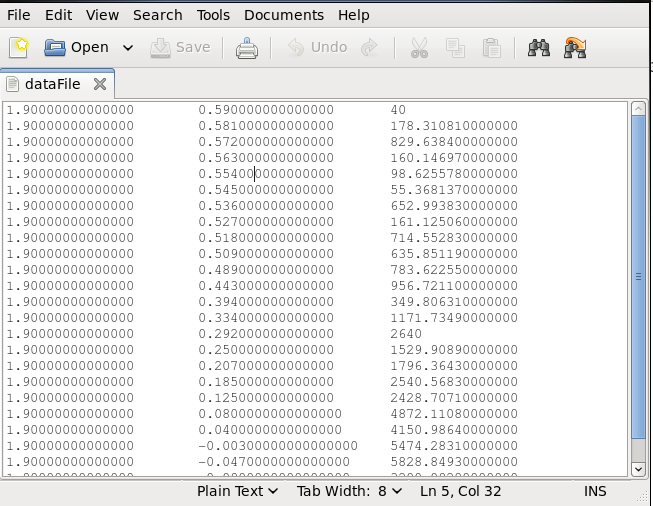 File Edit View Search Tools Documents Help
Open Save Undo
dataFile
1.90000000000000 0.590000000000000 40
1.90000000000000 0.581000000000000 178.310810000000
1.90000000000000 0.572000000000000 829.638400000000
1.90000000000000 0.563000000000000 160.146970000000
1.90000000000000 0.554000000000000 98.6255780000000
1.90000000000000 0.545000000000000 55.3681370000000
1.90000000000000 0.536000000000000 652.993830000000
1.90000000000000 0.527000000000000 161.125060000000
1.90000000000000 0.518000000000000 714.552830000000
1.90000000000000 0.509000000000000 635.851190000000
1.90000000000000 0.489000000000000 783.622550000000
1.90000000000000 0.443000000000000 956.721100000000
1.90000000000000 0.394000000000000 349.806310000000
1.90000000000000 0.334000000000000 1171.73490000000
1.90000000000000 0.292000000000000 2640
1.90000000000000 0.250000000000000 1529.90890000000
1.90000000000000 0.207000000000000 1796.36430000000
1.90000000000000 0.185000000000000 2540.56830000000
1.90000000000000 0.125000000000000 2428.70710000000
1.90000000000000 0.0800000000000000 4872.11080000000
1.90000000000000 0.0400000000000000 4150.98640000000
1.90000000000000 -0.00300000000000000 5474.28310000000
1.90000000000000 -0.0470000000000000 5828.84930000000
Plain Text Tab Width: 8 Ln 5, Col 32 INS